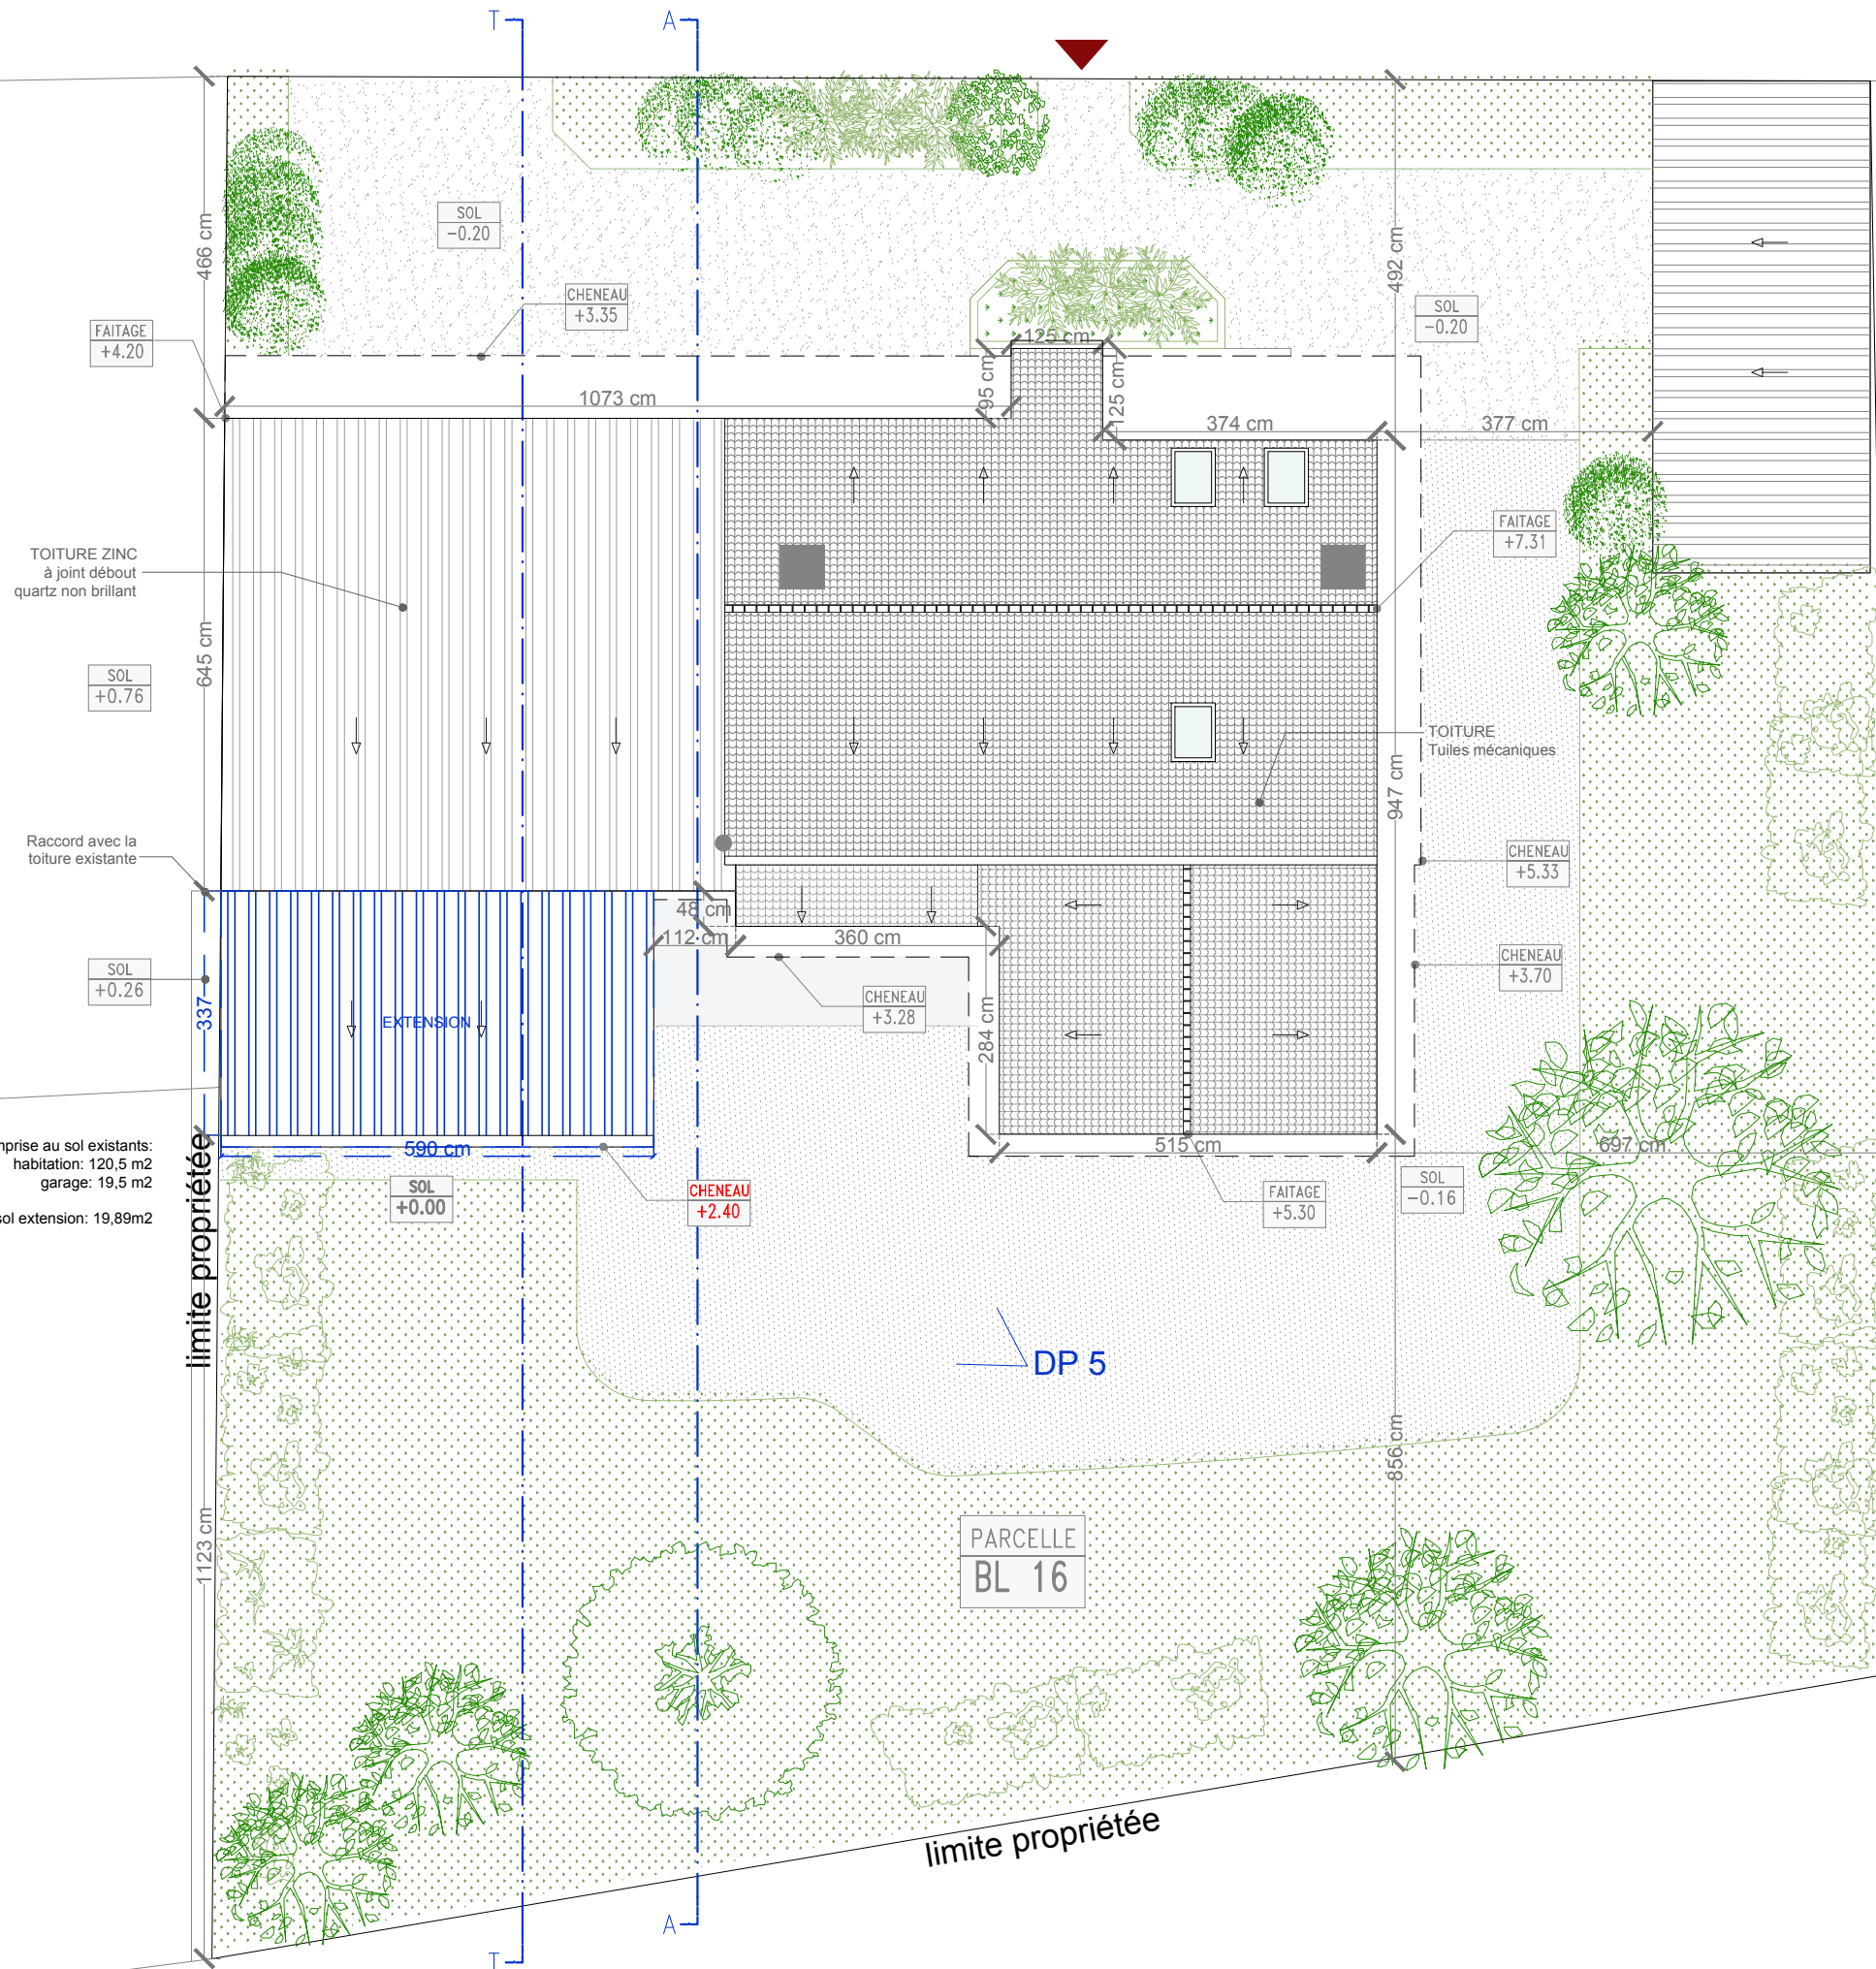 T
A
466 cm
SOL
-0.20
CHENEAU
+3.35
492 cm
SOL
-0.20
FAITAGE
+4.20
125 cm
1073 cm
95 cm
125 cm
374 cm
377 cm
FAITAGE
+7.31
TOITURE ZINC
à joint débout
quartz non brillant
645 cm
SOL
+0.76
TOITURE
Tuiles mécaniques
947 cm
Raccord avec la
toiture existante
CHENEAU
+5.33
48 cm
112 cm
360 cm
SOL
+0.26
337
EXTENSION
CHENEAU
+3.28
284 cm
CHENEAU
+3.70
mprise au sol existants:
habitation: 120,5 m2
garage: 19,5 m2
sol extension: 19,89m2
590 cm
515 cm
697 cm
limite propriétée
SOL
+0.00
CHENEAU
+2.40
FAITAGE
+5.30
SOL
-0.16
DP 5
856 cm
1123 cm
PARCELLE
BL 16
limite propriétée
A
T